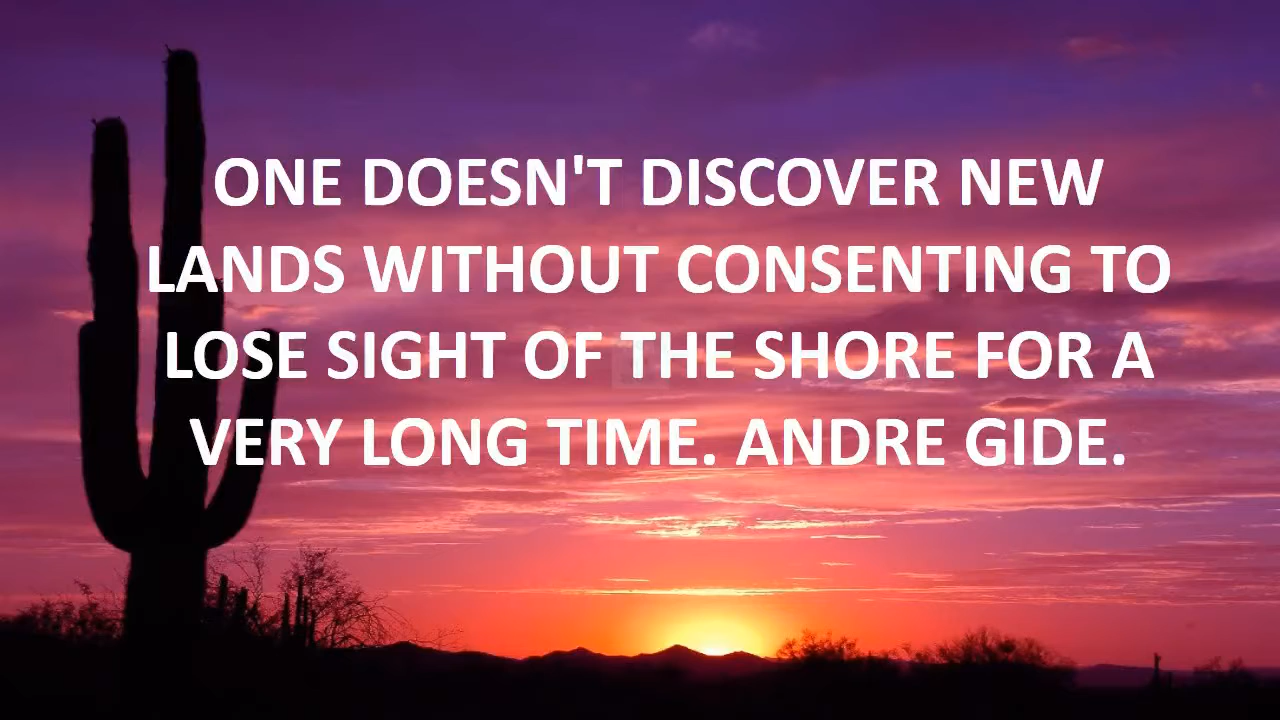 ONE DOESN'T DISCOVER NEW
LANDS WITHOUT CONSENTING TO
LOSE SIGHT OF THE SHORE FOR A
VERY LONG TIME. ANDRE GIDE.